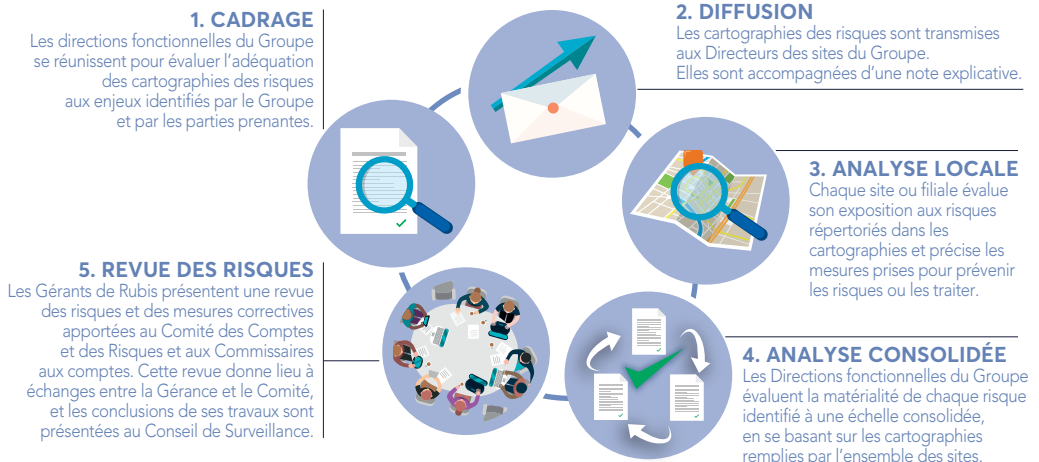 1. CADRAGE
Les directions fonctionnelles du Groupe
se réunissent pour évaluer l’adéquation
des cartographies des risques
aux enjeux identifiés par le Groupe
et par les parties prenantes.
2. DIFFUSION
Les cartographies des risques sont transmises
aux Directeurs des sites du Groupe.
Elles sont accompagnées d’une note explicative.
3. ANALYSE LOCALE
Chaque site ou filiale évalue
son exposition aux risques
répertoriés dans les
cartographies et précise les
mesures prises pour prévenir
les risques ou les traiter.
4. ANALYSE CONSOLIDÉE
Les Directions fonctionnelles du Groupe
évaluent la matérialité de chaque risque
identifié à une échelle consolidée,
en se basant sur les cartographies
remplies par l’ensemble des sites.
5. REVUE DES RISQUES
Les Gérants de Rubis présentent une revue
des risques et des mesures correctives
apportées au Comité des Comptes
et des Risques et aux Commissaires
aux comptes. Cette revue donne lieu à
échanges entre la Gérance et le Comité,
et les conclusions de ses travaux sont
présentées au Conseil de Surveillance.